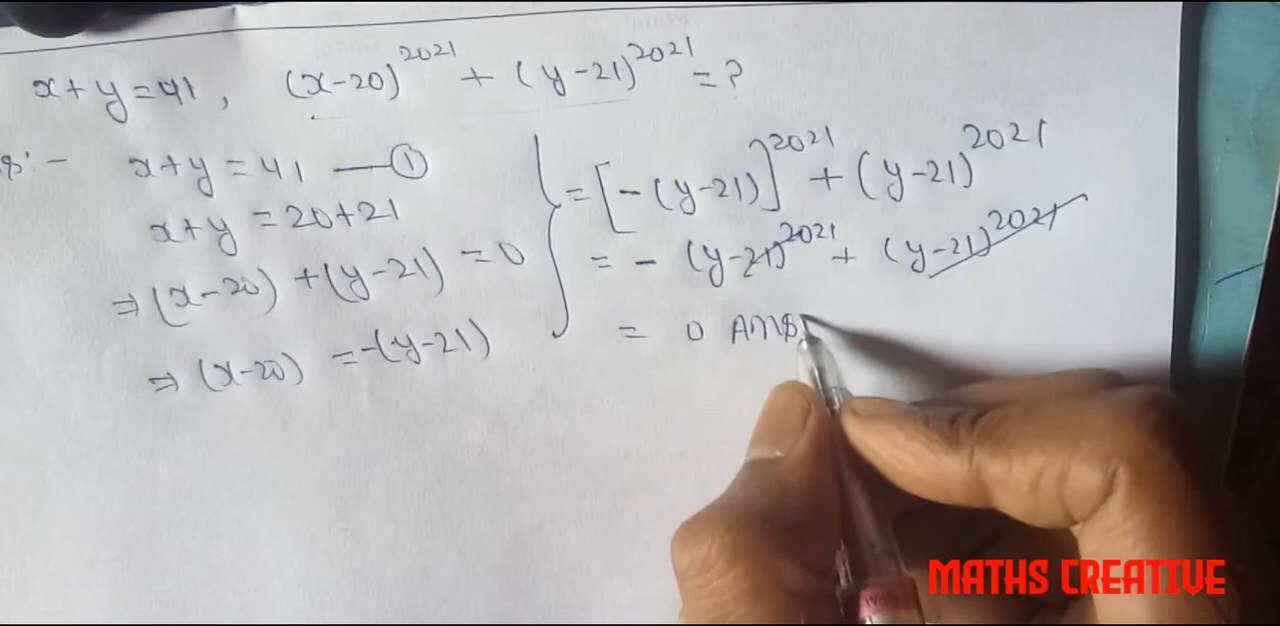 x+y=41, (x-20)^2021 + (y-21)^2021 = ?
:- x+y = 41 —①
x+y = 20+21
⇒ (x-20) + (y-21) = 0
⇒ (x-20) = -(y-21)
= [-(y-21)]^2021 + (y-21)^2021
= - (y-21)^2021 + (y-21)^2021
= 0 Ans
MATHS CREATIVE